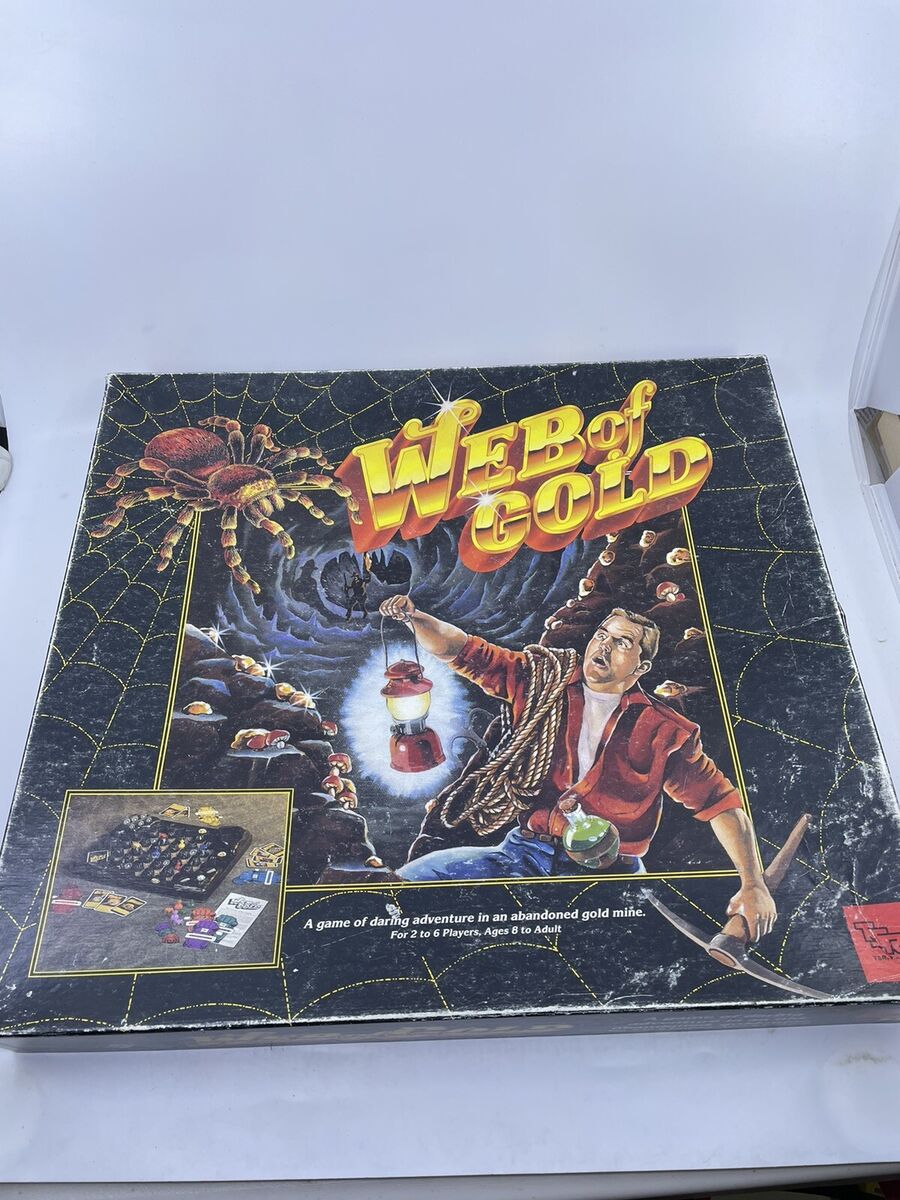 WEB of
GOLD
A game of daring adventure in an abandoned gold mine.
For 2 to 6 Players, Ages 8 to Adult